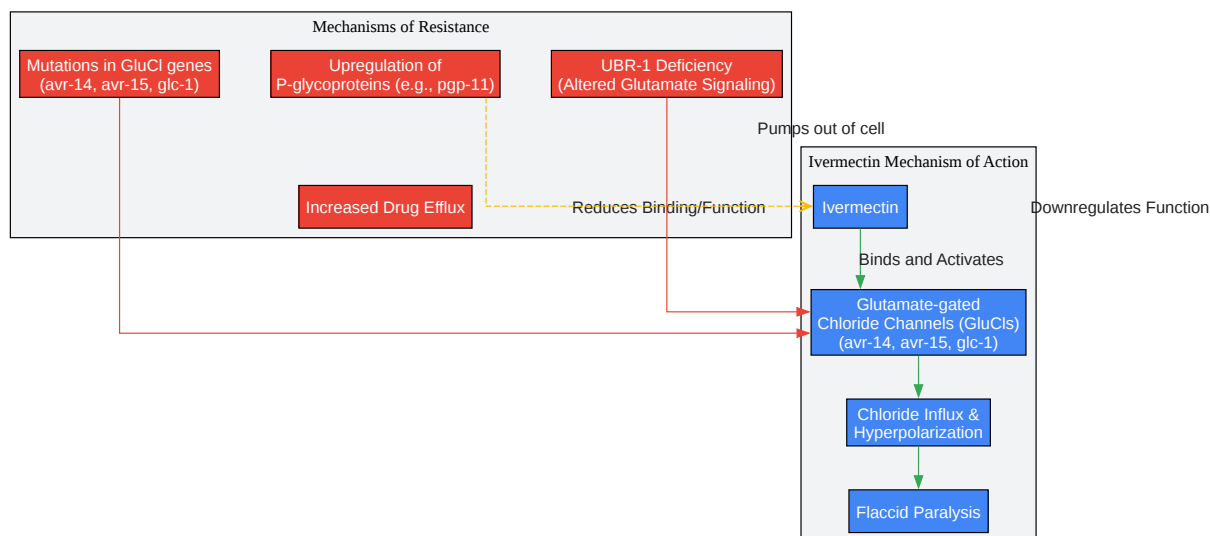 Mechanisms of Resistance
Mutations in GluCl genes
(avr-14, avr-15, glc-1)
Upregulation of
P-glycoproteins (e.g., pgp-11)
UBR-1 Deficiency
(Altered Glutamate Signaling)
Pumps out of cell
Ivermectin Mechanism of Action
Increased Drug Efflux
Reduces Binding/Function
Ivermectin
Downregulates Function
Binds and Activates
Glutamate-gated
Chloride Channels (GluCls)
(avr-14, avr-15, glc-1)
Chloride Influx &
Hyperpolarization
Flaccid Paralysis